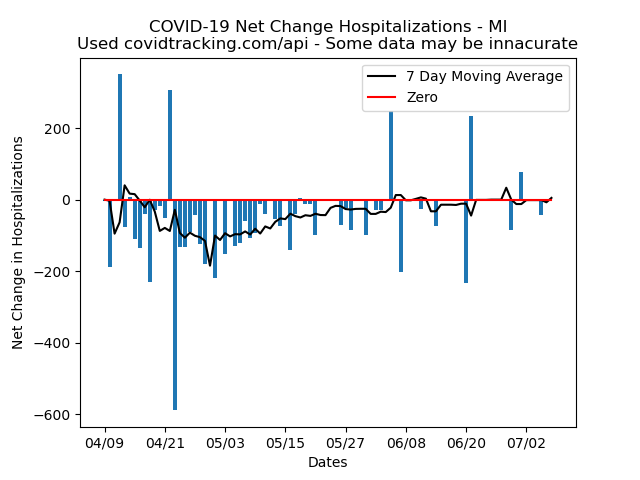 COVID-19 Net Change Hospitalizations - MI
Used covidtracking.com/api - Some data may be innacurate
7 Day Moving Average
Zero
Net Change in Hospitalizations
200
0
−200
−400
−600
04/09 04/21 05/03 05/15 05/27 06/08 06/20 07/02
Dates